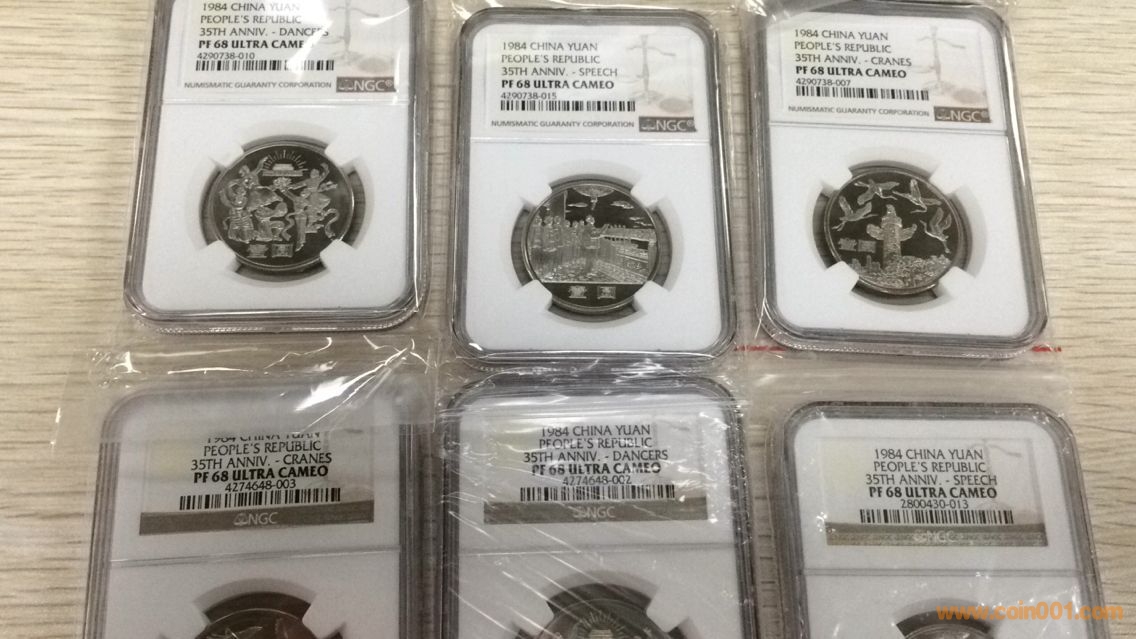 1984 CHINA YUAN
PEOPLE'S REPUBLIC
35TH ANNIV. - DANCERS
PF 68 ULTRA CAMEO
4290738-010
NUMISMATIC GUARANTY CORPORATION NGC
壹圆
1984 CHINA YUAN
PEOPLE'S REPUBLIC
35TH ANNIV. - SPEECH
PF 68 ULTRA CAMEO
4290738-015
NUMISMATIC GUARANTY CORPORATION NGC®
壹圆
1984 CHINA YUAN
PEOPLE'S REPUBLIC
35TH ANNIV. - CRANES
PF 68 ULTRA CAMEO
4290738-007
NUMISMATIC GUARANTY CORPORATION NGC®
壹圆
1984 CHINA YUAN
PEOPLE'S REPUBLIC
35TH ANNIV. - CRANES
PF 68 ULTRA CAMEO
4274648-003
NGC
1984 CHINA YUAN
PEOPLE'S REPUBLIC
35TH ANNIV. - DANCERS
PF 68 ULTRA CAMEO
4274648-002
NGC
1984 CHINA YUAN
PEOPLE'S REPUBLIC
35TH ANNIV. - SPEECH
PF 68 ULTRA CAMEO
2800430-013
NGC
www.coin001.com